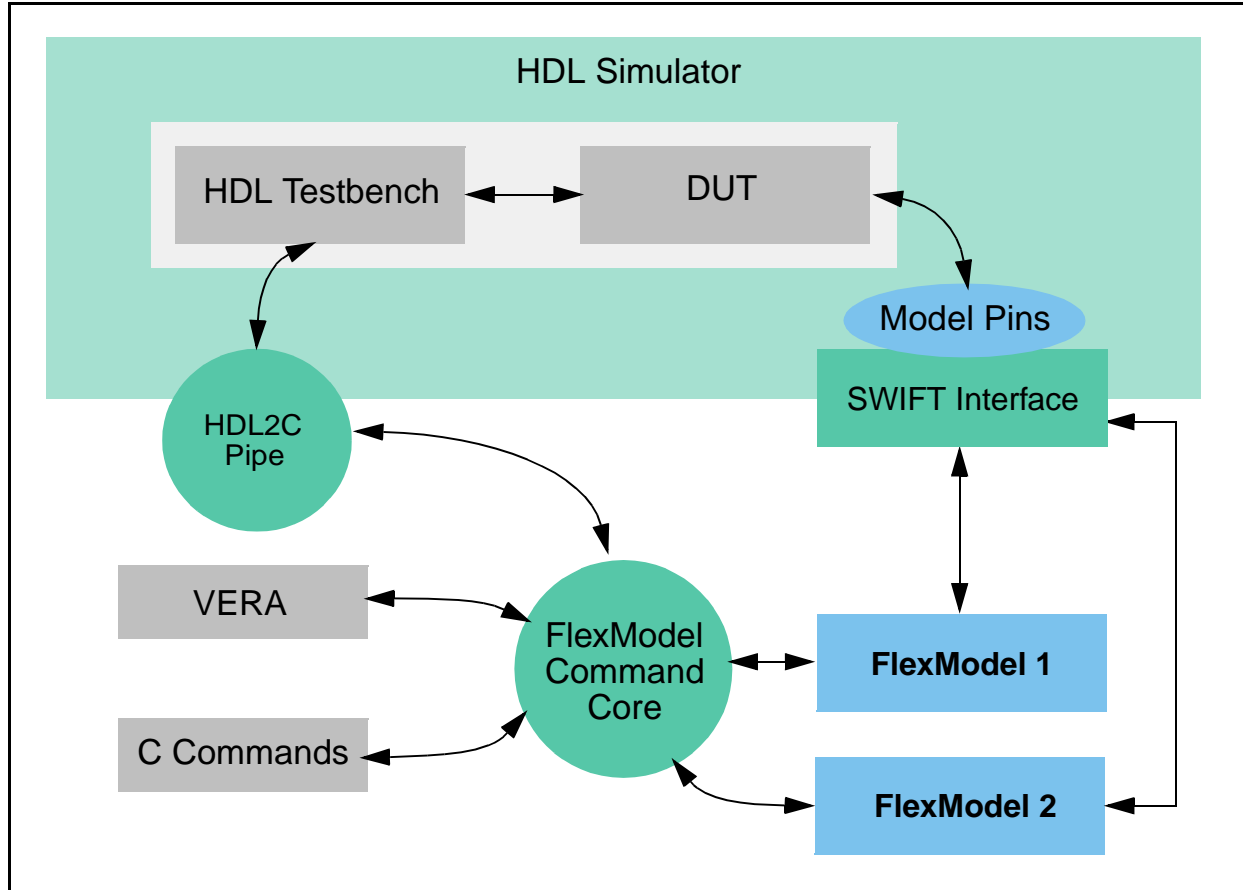 HDL Simulator
HDL Testbench
DUT
Model Pins
SWIFT Interface
HDL2C
Pipe
VERA
FlexModel
Command
Core
FlexModel 1
C Commands
FlexModel 2